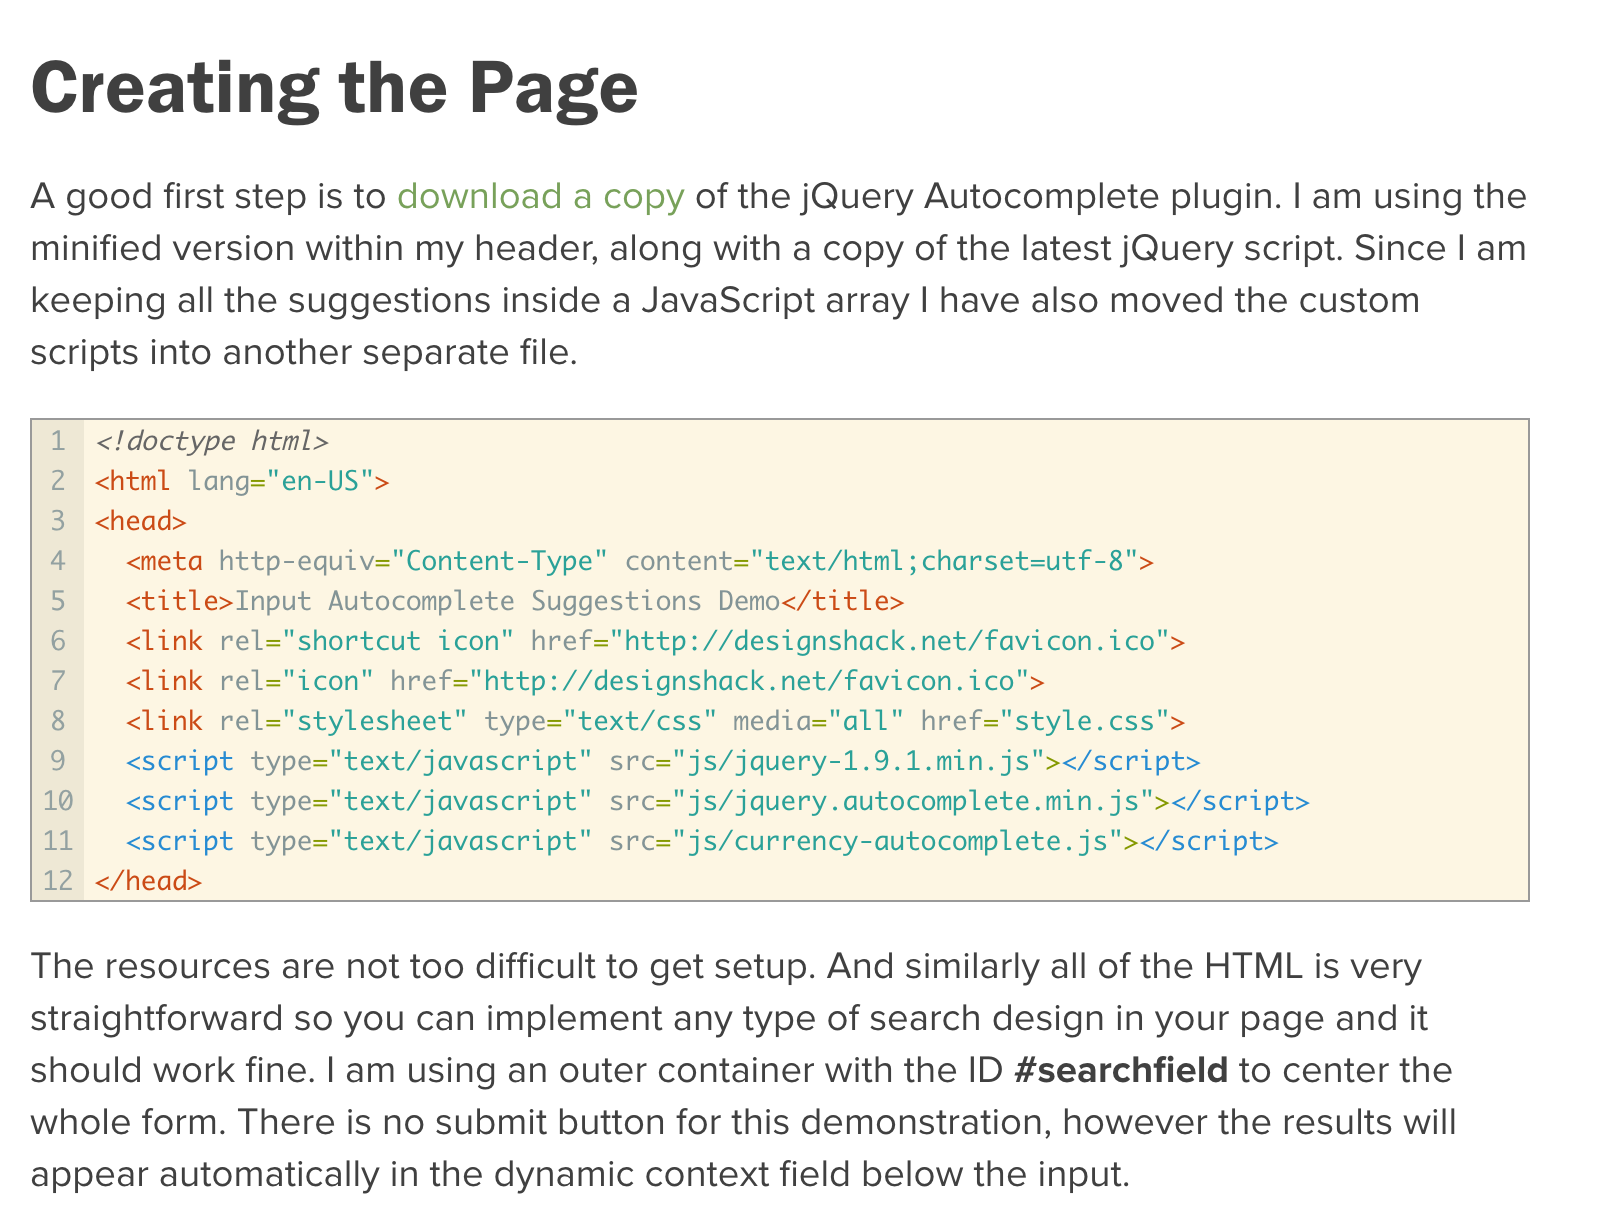 Creating the Page
A good first step is to download a copy of the jQuery Autocomplete plugin. I am using the
minified version within my header, along with a copy of the latest jQuery script. Since I am
keeping all the suggestions inside a JavaScript array I have also moved the custom
scripts into another separate file.
1 <!doctype html>
2 <html lang="en-US">
3 <head>
4   <meta http-equiv="Content-Type" content="text/html;charset=utf-8">
5   <title>Input Autocomplete Suggestions Demo</title>
6   <link rel="shortcut icon" href="http://designshack.net/favicon.ico">
7   <link rel="icon" href="http://designshack.net/favicon.ico">
8   <link rel="stylesheet" type="text/css" media="all" href="style.css">
9   <script type="text/javascript" src="js/jquery-1.9.1.min.js"></script>
10   <script type="text/javascript" src="js/jquery.autocomplete.min.js"></script>
11   <script type="text/javascript" src="js/currency-autocomplete.js"></script>
12 </head>
The resources are not too difficult to get setup. And similarly all of the HTML is very
straightforward so you can implement any type of search design in your page and it
should work fine. I am using an outer container with the ID #searchfield to center the
whole form. There is no submit button for this demonstration, however the results will
appear automatically in the dynamic context field below the input.